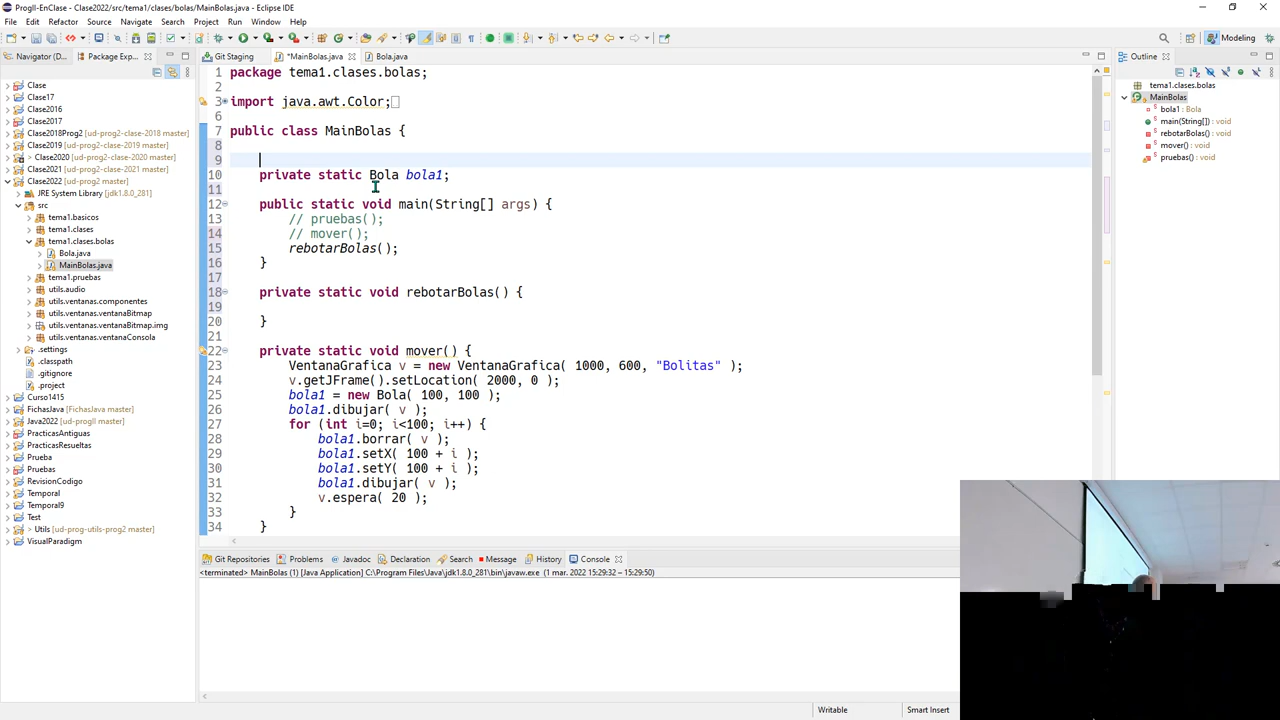 ProgII-EnClase - Clase2022/src/tema1/clases/bolas/MainBolas.java - Eclipse IDE
File Edit Refactor Source Navigate Search Project Run Window Help
Modeling
Navigator (D...
Package Exp...
Git Staging
*MainBolas.java
Bola.java
Outline
Clase
Clase17
Clase2016
Clase2017
Clase2018Prog2 [ud-prog2-clase-2018 master]
Clase2019 [ud-prog2-clase-2019 master]
> Clase2020 [ud-prog2-clase-2020 master]
Clase2021 [ud-prog2-clase-2021 master]
Clase2022 [ud-prog2 master]
JRE System Library [jdk1.8.0_281]
src
tema1.basicos
tema1.clases
tema1.clases.bolas
Bola.java
MainBolas.java
tema1.pruebas
utils.audio
utils.ventanas.componentes
utils.ventanas.ventanaBitmap
utils.ventanas.ventanaBitmap.img
utils.ventanas.ventanaConsola
.settings
.classpath
.gitignore
.project
Curso1415
FichasJava [FichasJava master]
Java2022 [ud-progII master]
PracticasAntiguas
PracticasResueltas
Prueba
Pruebas
RevisionCodigo
Temporal
Temporal9
Test
> Utils [ud-prog-utils-prog2 master]
VisualParadigm
1 package tema1.clases.bolas;
2
3 import java.awt.Color;
6
7 public class MainBolas {
8
9
10 private static Bola bola1;
11
12 public static void main(String[] args) {
13 // pruebas();
14 // mover();
15 rebotarBolas();
16 }
17
18 private static void rebotarBolas() {
19
20 }
21
22 private static void mover() {
23 VentanaGrafica v = new VentanaGrafica( 1000, 600, "Bolitas" );
24 v.getJFrame().setLocation( 2000, 0 );
25 bola1 = new Bola( 100, 100 );
26 bola1.dibujar( v );
27 for (int i=0; i<100; i++) {
28 bola1.borrar( v );
29 bola1.setX( 100 + i );
30 bola1.setY( 100 + i );
31 bola1.dibujar( v );
32 v.espera( 20 );
33 }
34 }
tema1.clases.bolas
MainBolas
bola1 : Bola
main(String[]) : void
rebotarBolas() : void
mover() : void
pruebas() : void
Git Repositories
Problems
Javadoc
Declaration
Search
Message
History
Console
<terminated> MainBolas (1) [Java Application] C:\Program Files\Java\jdk1.8.0_281\bin\javaw.exe (1 mar. 2022 15:29:32 – 15:29:50)
Writable
Smart Insert